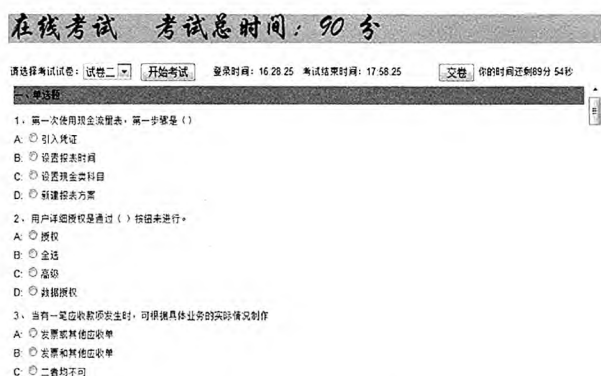 在线考试 考试总时间：90 分
请选择考试试卷：试卷二 开始考试 登录时间：16:28:25 考试结束时间：17:58:25 交卷 你的时间还剩89分 54秒
一、单选题
1、第一次使用现金流量表，第一步骤是（）
A: 引入凭证
B: 设置报表时间
C: 设置现金类科目
D: 新建报表方案
2、用户详细授权是通过（ ）按钮来进行。
A: 授权
B: 全选
C: 高级
D: 数据授权
3、当有一笔应收款项发生时，可根据具体业务的实际情况制作
A: 发票或其他应收单
B: 发票和其他应收单
C: 二者均不可